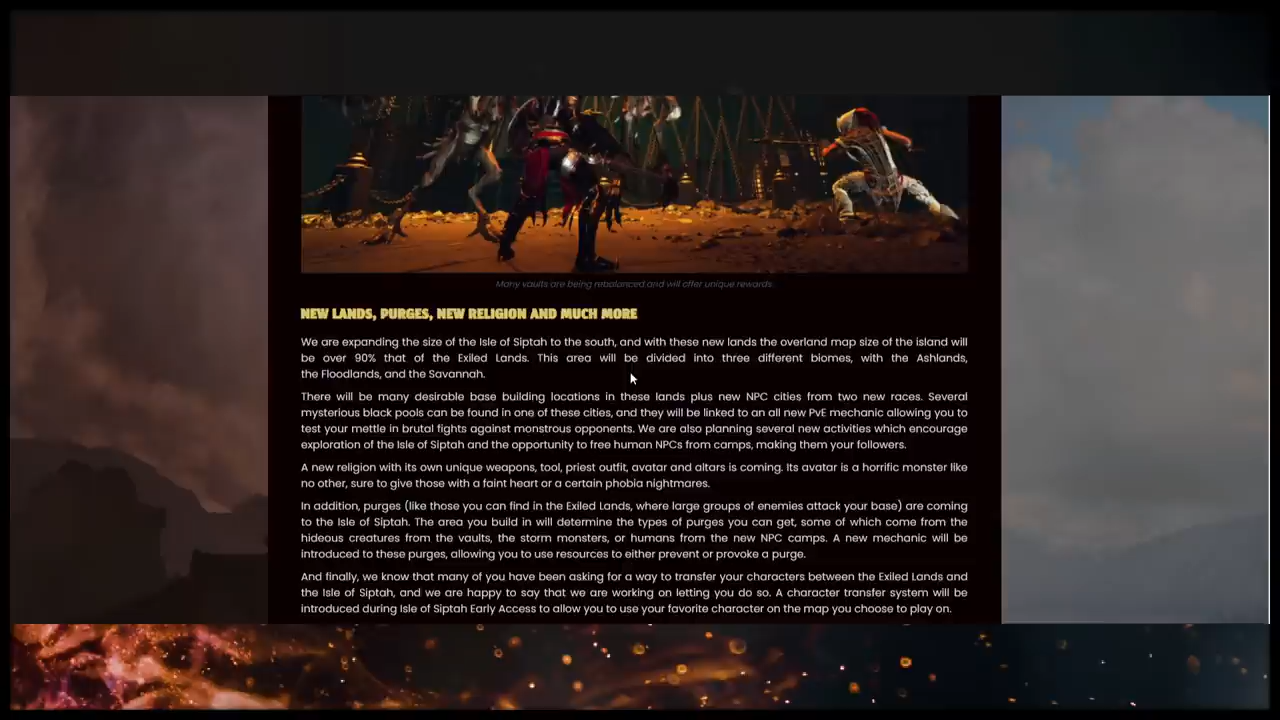 Many vaults are being rebalanced and will offer unique rewards.
NEW LANDS, PURGES, NEW RELIGION AND MUCH MORE
We are expanding the size of the Isle of Siptah to the south, and with these new lands the overland map size of the island will
be over 90% that of the Exiled Lands. This area will be divided into three different biomes, with the Ashlands,
the Floodlands, and the Savannah.
There will be many desirable base building locations in these lands plus new NPC cities from two new races. Several
mysterious black pools can be found in one of these cities, and they will be linked to an all new PvE mechanic allowing you to
test your mettle in brutal fights against monstrous opponents. We are also planning several new activities which encourage
exploration of the Isle of Siptah and the opportunity to free human NPCs from camps, making them your followers.
A new religion with its own unique weapons, tool, priest outfit, avatar and altars is coming. Its avatar is a horrific monster like
no other, sure to give those with a faint heart or a certain phobia nightmares.
In addition, purges (like those you can find in the Exiled Lands, where large groups of enemies attack your base) are coming
to the Isle of Siptah. The area you build in will determine the types of purges you can get, some of which come from the
hideous creatures from the vaults, the storm monsters, or humans from the new NPC camps. A new mechanic will be
introduced to these purges, allowing you to use resources to either prevent or provoke a purge.
And finally, we know that many of you have been asking for a way to transfer your characters between the Exiled Lands and
the Isle of Siptah, and we are happy to say that we are working on letting you do so. A character transfer system will be
introduced during Isle of Siptah Early Access to allow you to use your favorite character on the map you choose to play on.